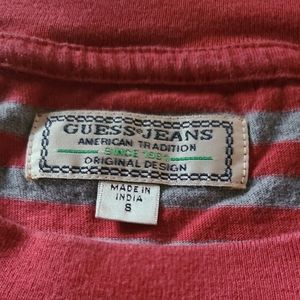 GUESS JEANS
AMERICAN TRADITION
SINCE 1981
ORIGINAL DESIGN
MADE IN
INDIA
S